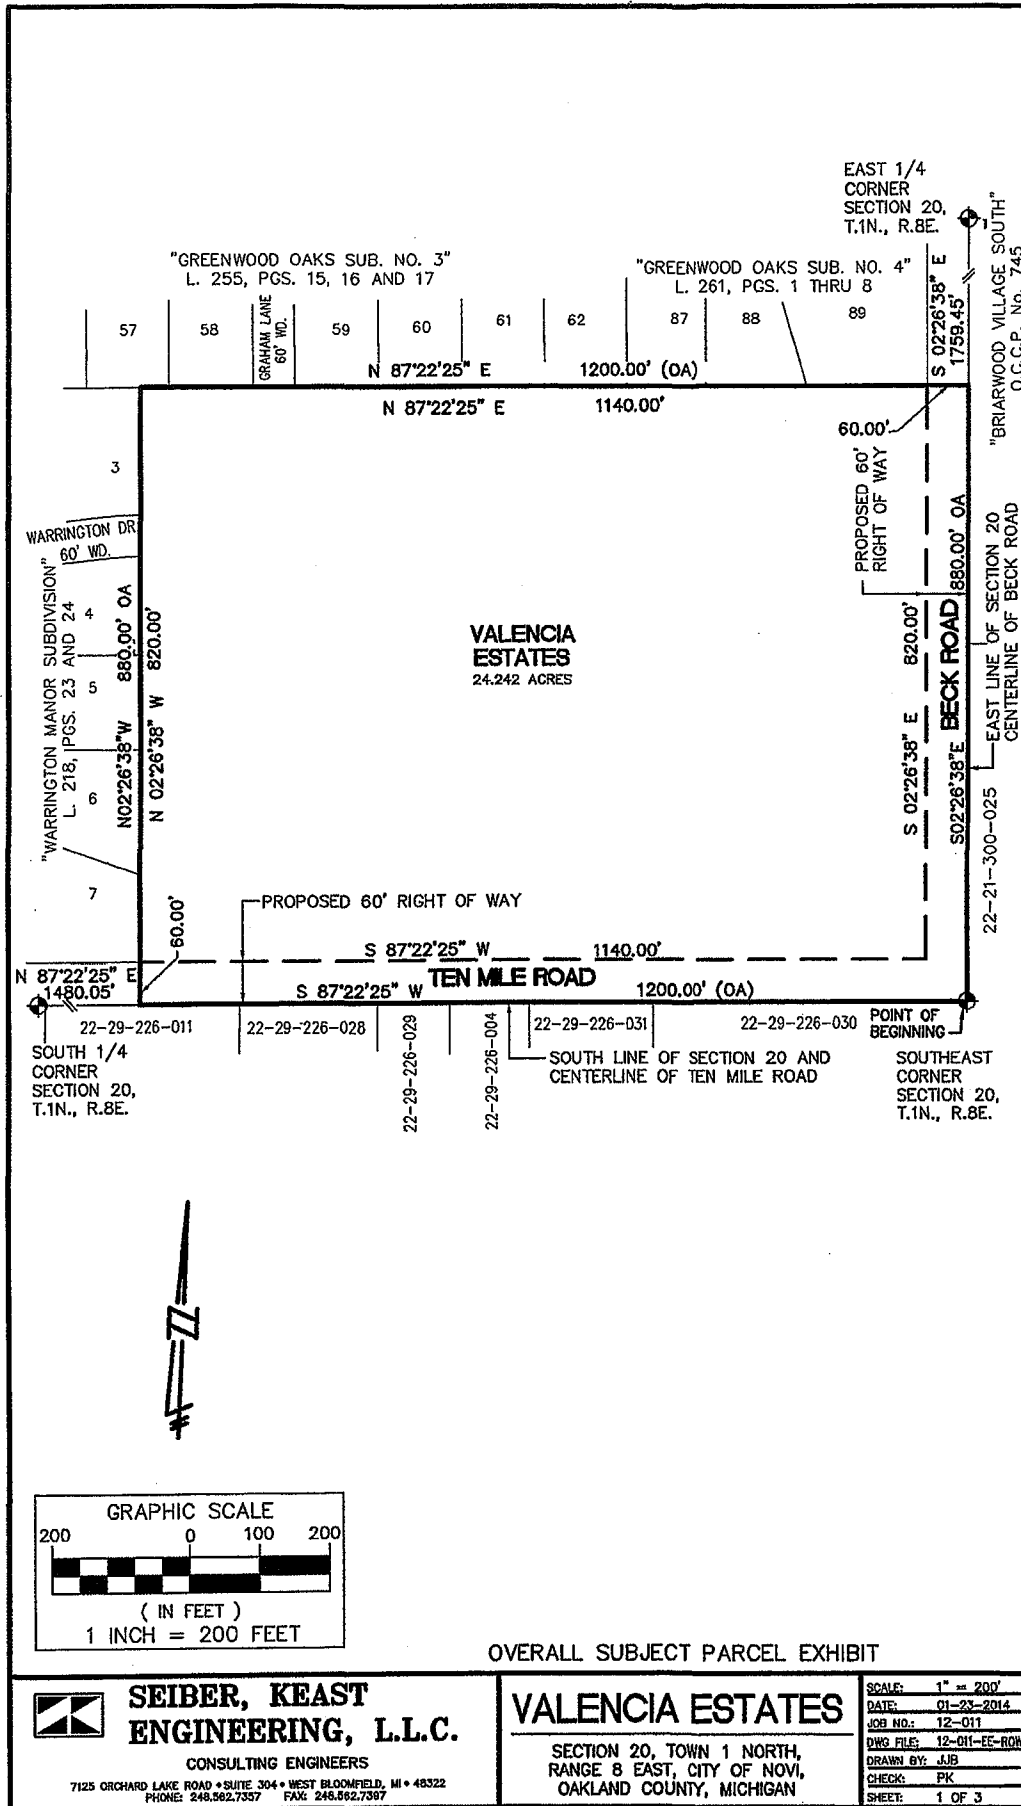 EAST 1/4
CORNER
SECTION 20,
T.1N., R.8E.
"GREENWOOD OAKS SUB. NO. 3"
L. 255, PGS. 15, 16 AND 17
"GREENWOOD OAKS SUB. NO. 4"
L. 261, PGS. 1 THRU 8
S 02°26'38" E
1759.45'
"BRIARWOOD VILLAGE SOUTH"
O.C.C.P. No. 745
57
58
GRAHAM LANE
60' WD.
59
60
61
62
87
88
89
1
N 87°22'25" E 1200.00' (OA)
N 87°22'25" E 1140.00'
60.00'
PROPOSED 60'
RIGHT OF WAY
3
WARRINGTON DR
60' WD.
"WARRINGTON MANOR SUBDIVISION"
L. 218, PGS. 23 AND 24
4
5
6
7
N02°26'38"W 880.00' OA
N 02°26'38" W 820.00'
VALENCIA
ESTATES
24.242 ACRES
S 02°26'38" E 820.00'
BECK ROAD
S02°26'38"E 880.00' OA
EAST LINE OF SECTION 20
CENTERLINE OF BECK ROAD
22-21-300-025
60.00'
PROPOSED 60' RIGHT OF WAY
S 87°22'25" W 1140.00'
TEN MILE ROAD
N 87°22'25" E
1480.05'
S 87°22'25" W 1200.00' (OA)
22-29-226-011
22-29-226-028
22-29-226-029
22-29-226-004
22-29-226-031
22-29-226-030
POINT OF
BEGINNING
SOUTH 1/4
CORNER
SECTION 20,
T.1N., R.8E.
SOUTH LINE OF SECTION 20 AND
CENTERLINE OF TEN MILE ROAD
SOUTHEAST
CORNER
SECTION 20,
T.1N., R.8E.
N
GRAPHIC SCALE
200 0 100 200
( IN FEET )
1 INCH = 200 FEET
OVERALL SUBJECT PARCEL EXHIBIT
SEIBER, KEAST
ENGINEERING, L.L.C.
CONSULTING ENGINEERS
7125 ORCHARD LAKE ROAD • SUITE 304 • WEST BLOOMFIELD, MI • 48322
PHONE: 248.562.7357 FAX: 248.562.7397
VALENCIA ESTATES
SECTION 20, TOWN 1 NORTH,
RANGE 8 EAST, CITY OF NOVI,
OAKLAND COUNTY, MICHIGAN
SCALE: 1" = 200'
DATE: 01-23-2014
JOB NO.: 12-011
DWG FILE: 12-011-EE-ROW
DRAWN BY: JJB
CHECK: PK
SHEET: 1 OF 3